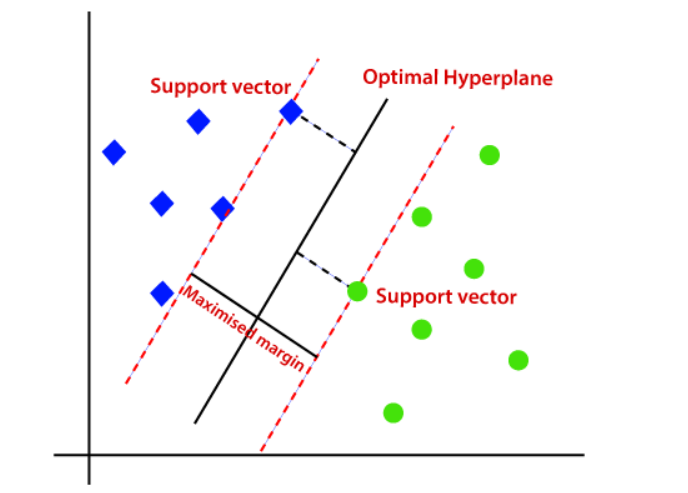 Optimal Hyperplane
Support vector
Support vector
Maximised margin